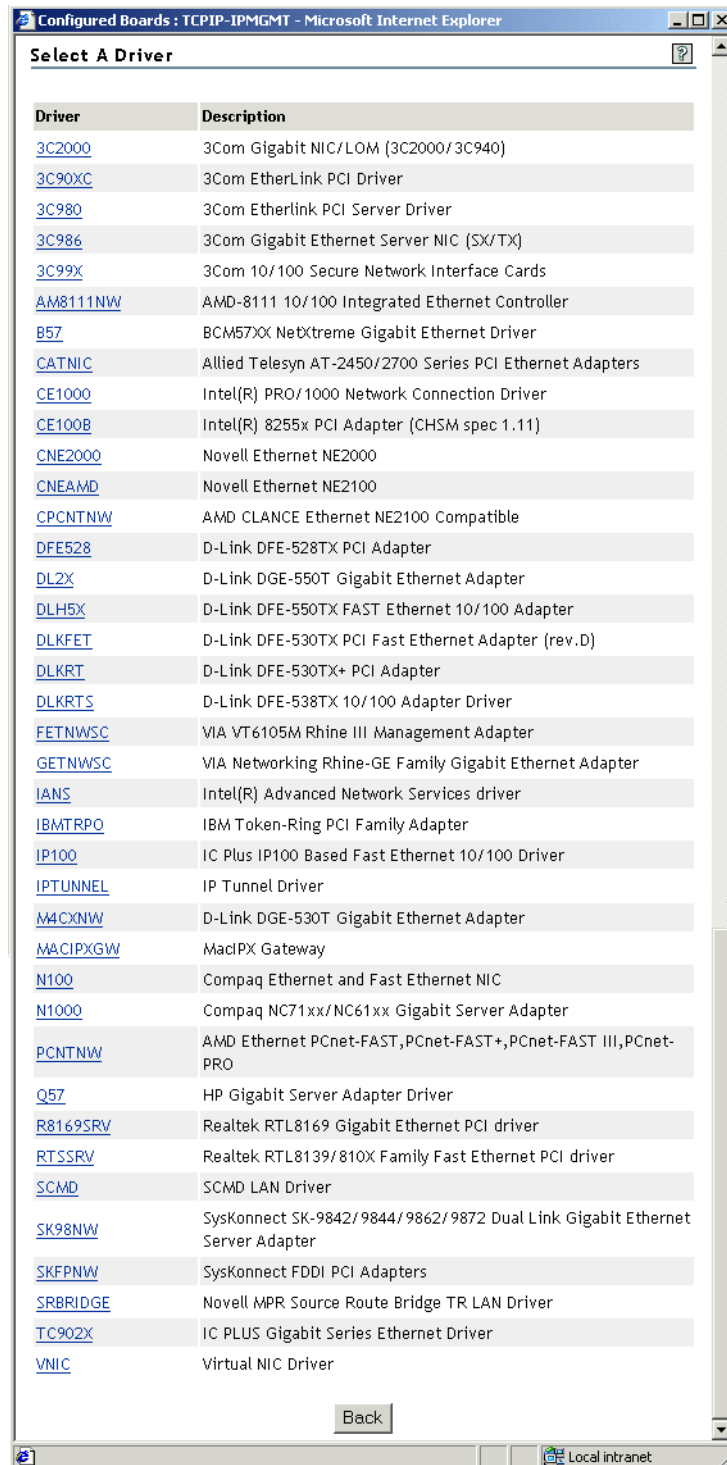 Configured Boards : TCPIP-IPMGMT - Microsoft Internet Explorer
Select A Driver
?
Driver Description
3C2000 3Com Gigabit NIC/LOM (3C2000/3C940)
3C90XC 3Com EtherLink PCI Driver
3C980 3Com Etherlink PCI Server Driver
3C986 3Com Gigabit Ethernet Server NIC (SX/TX)
3C99X 3Com 10/100 Secure Network Interface Cards
AM8111NW AMD-8111 10/100 Integrated Ethernet Controller
B57 BCM57XX NetXtreme Gigabit Ethernet Driver
CATNIC Allied Telesyn AT-2450/2700 Series PCI Ethernet Adapters
CE1000 Intel(R) PRO/1000 Network Connection Driver
CE100B Intel(R) 8255x PCI Adapter (CHSM spec 1.11)
CNE2000 Novell Ethernet NE2000
CNEAMD Novell Ethernet NE2100
CPCNTNW AMD CLANCE Ethernet NE2100 Compatible
DFE528 D-Link DFE-528TX PCI Adapter
DL2X D-Link DGE-550T Gigabit Ethernet Adapter
DLH5X D-Link DFE-550TX FAST Ethernet 10/100 Adapter
DLKFET D-Link DFE-530TX PCI Fast Ethernet Adapter (rev.D)
DLKRT D-Link DFE-530TX+ PCI Adapter
DLKRTS D-Link DFE-538TX 10/100 Adapter Driver
FETNWSC VIA VT6105M Rhine III Management Adapter
GETNWSC VIA Networking Rhine-GE Family Gigabit Ethernet Adapter
IANS Intel(R) Advanced Network Services driver
IBMTRPO IBM Token-Ring PCI Family Adapter
IP100 IC Plus IP100 Based Fast Ethernet 10/100 Driver
IPTUNNEL IP Tunnel Driver
M4CXNW D-Link DGE-530T Gigabit Ethernet Adapter
MACIPXGW MacIPX Gateway
N100 Compaq Ethernet and Fast Ethernet NIC
N1000 Compaq NC71xx/NC61xx Gigabit Server Adapter
PCNTNW AMD Ethernet PCnet-FAST,PCnet-FAST+,PCnet-FAST III,PCnet-
PRO
Q57 HP Gigabit Server Adapter Driver
R8169SRV Realtek RTL8169 Gigabit Ethernet PCI driver
RTSSRV Realtek RTL8139/810X Family Fast Ethernet PCI driver
SCMD SCMD LAN Driver
SK98NW SysKonnect SK-9842/9844/9862/9872 Dual Link Gigabit Ethernet
Server Adapter
SKFPNW SysKonnect FDDI PCI Adapters
SRBRIDGE Novell MPR Source Route Bridge TR LAN Driver
TC902X IC PLUS Gigabit Series Ethernet Driver
VNIC Virtual NIC Driver
Back
Local intranet